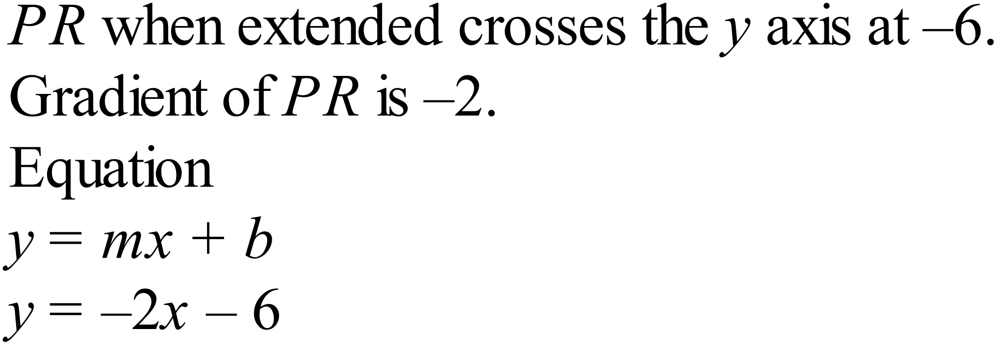 PR when extended crosses the y axis at –6.
Gradient of PR is –2.
Equation
y = mx + b
y = –2x – 6